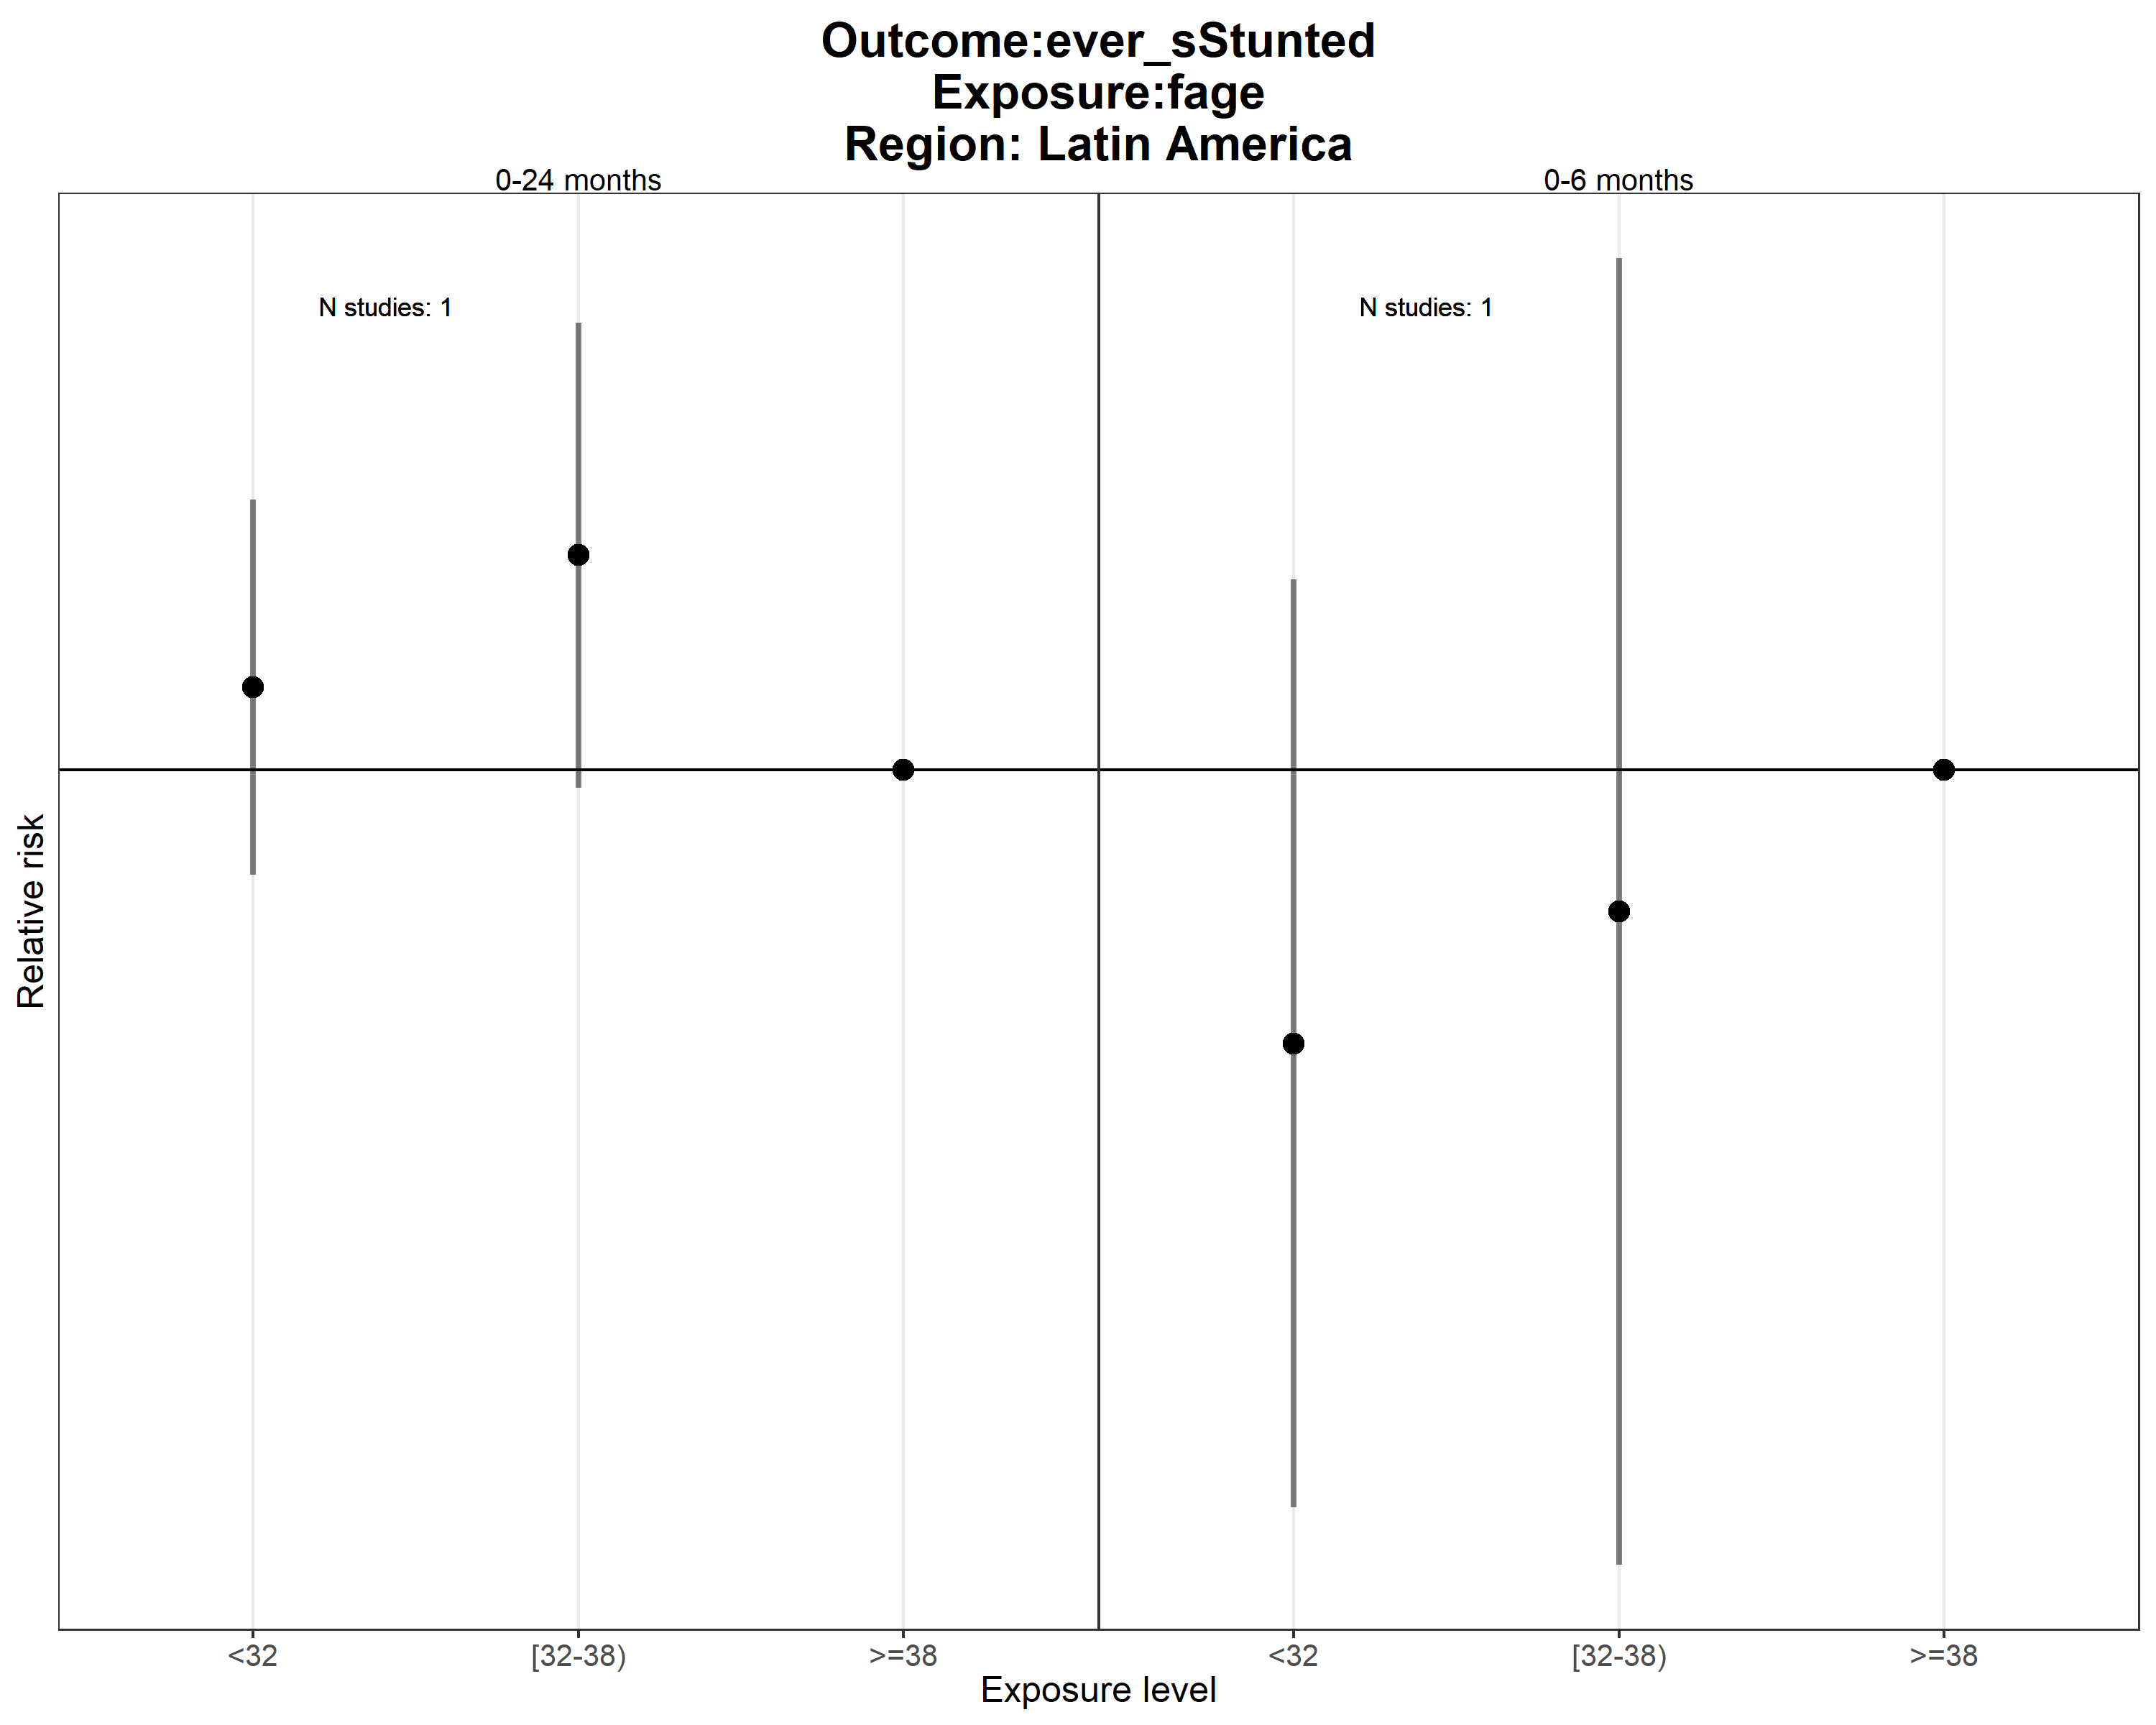 Outcome:ever_sStunted
Exposure:fage
Region: Latin America
0-24 months
0-6 months
N studies: 1
N studies: 1
Relative risk
<32
[32-38)
>=38
<32
[32-38)
>=38
Exposure level